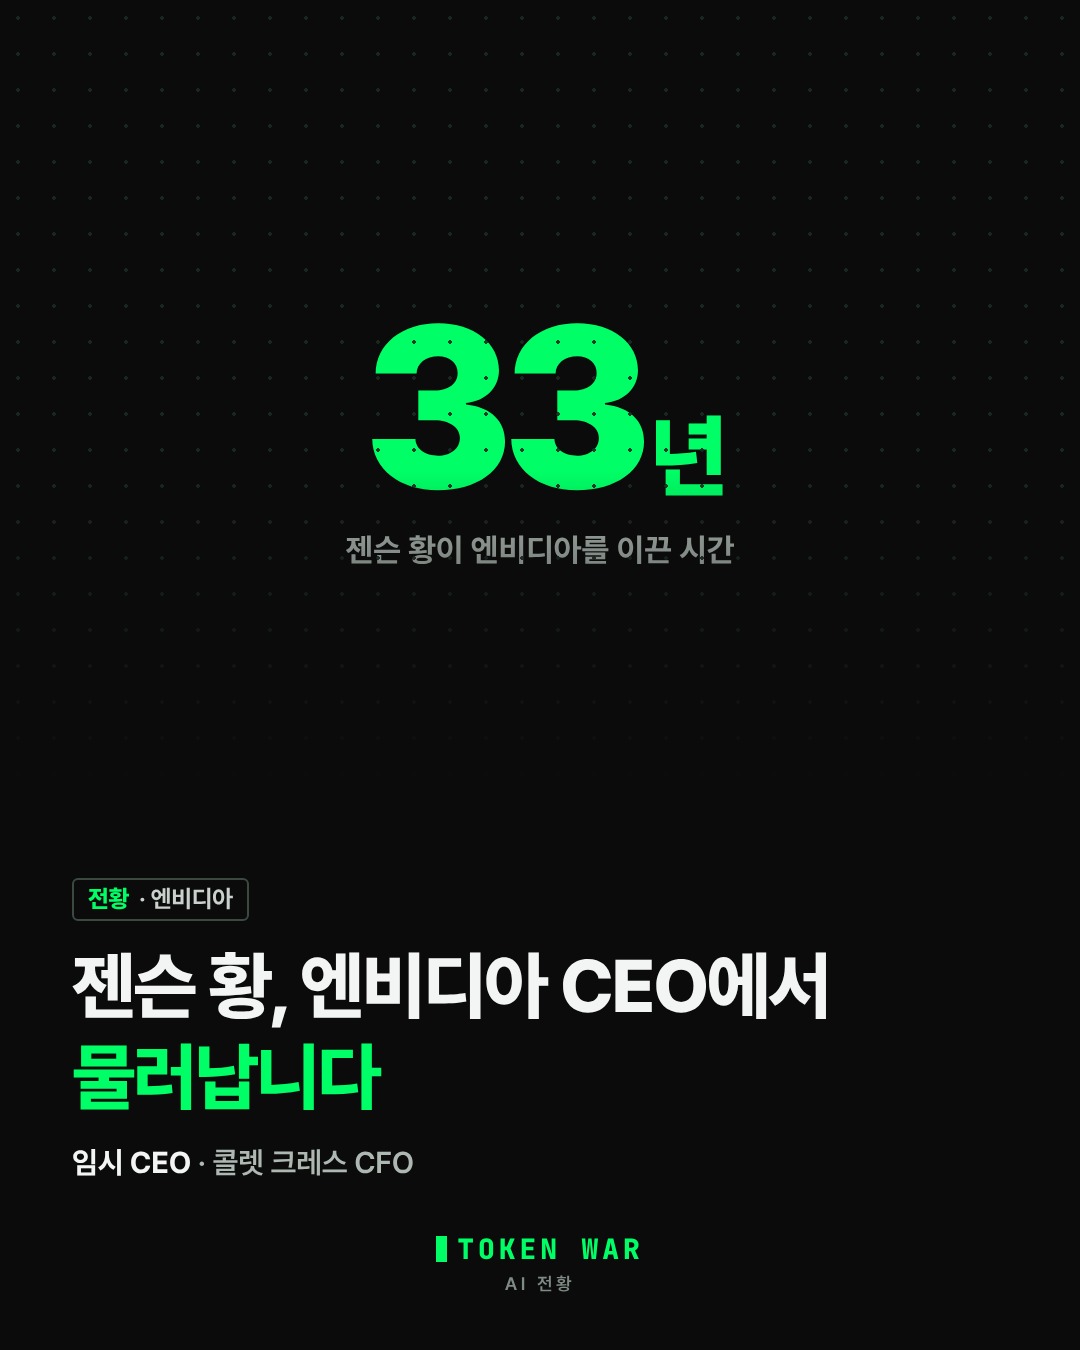 33년
젠슨 황이 엔비디아를 이끈 시간
전황 · 엔비디아
젠슨 황, 엔비디아 CEO에서
물러납니다
임시 CEO · 콜렛 크레스 CFO
TOKEN WAR
AI 전황